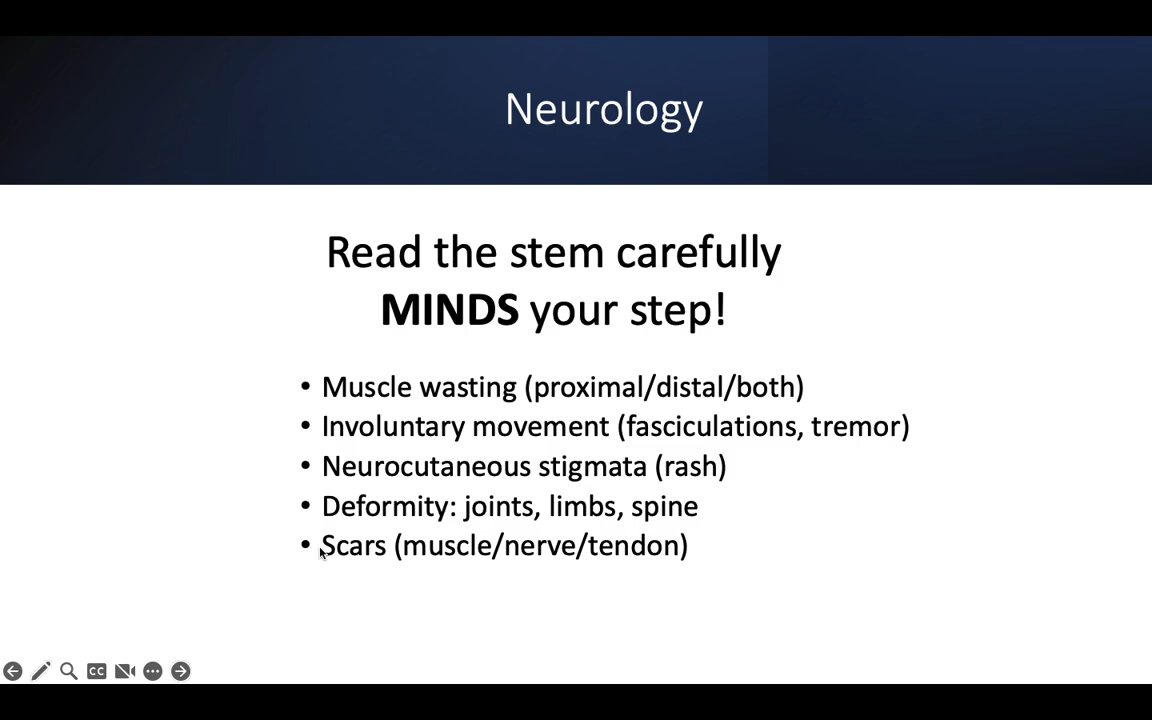 Neurology
Read the stem carefully
MINDS your step!
• Muscle wasting (proximal/distal/both)
• Involuntary movement (fasciculations, tremor)
• Neurocutaneous stigmata (rash)
• Deformity: joints, limbs, spine
• Scars (muscle/nerve/tendon)
CC